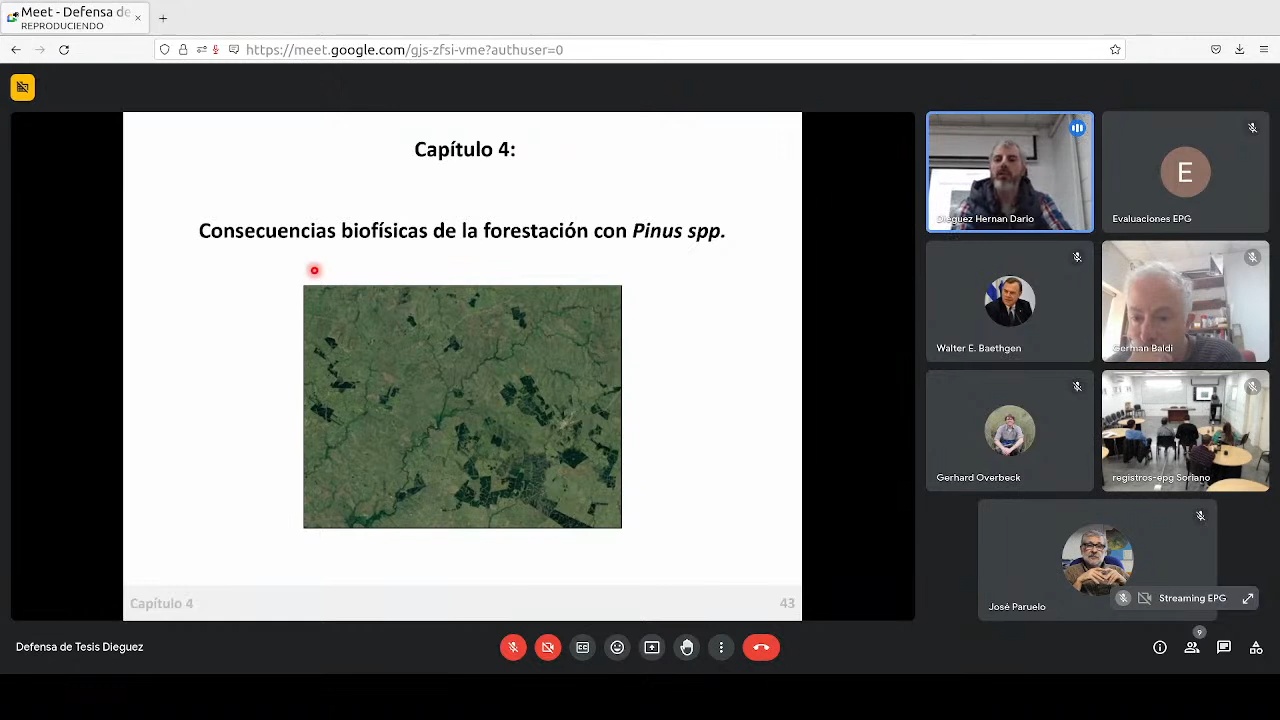 Meet - Defensa de
REPRODUCIENDO
https://meet.google.com/gjs-zfsi-vme?authuser=0
Capítulo 4:
Consecuencias biofísicas de la forestación con Pinus spp.
Capítulo 4
43
Dieguez Hernan Dario
E
Evaluaciones EPG
Walter E. Baethgen
German Baldi
Gerhard Overbeck
registros-epg Soriano
José Paruelo
Streaming EPG
Defensa de Tesis Dieguez
9